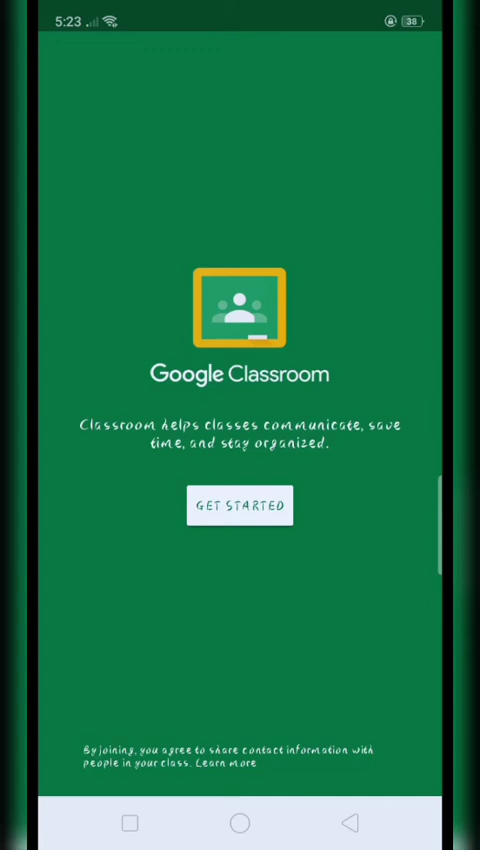 5:23
38
Google Classroom
Classroom helps classes communicate, save
time, and stay organized.
GET STARTED
By joining, you agree to share contact information with
people in your class. Learn more